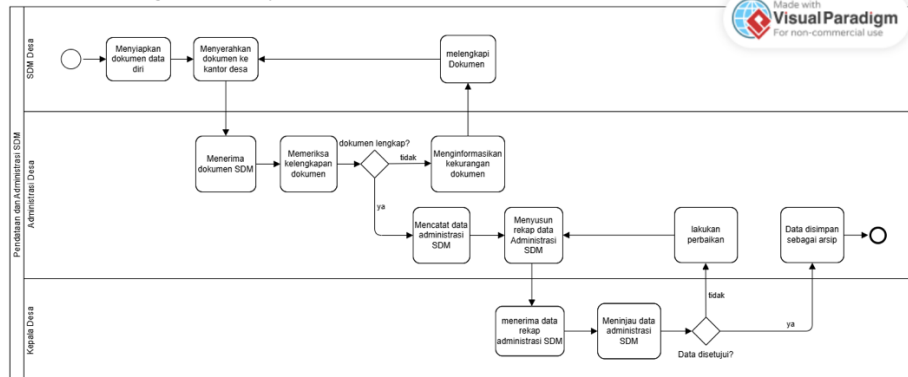 Made with
Visual Paradigm
For non-commercial use
Pendataan dan Administrasi SDM
SDM Desa
Menyiapkan
dokumen data
diri
Menyerahkan
dokumen ke
kantor desa
melengkapi
Dokumen
Administrasi Desa
Menerima
dokumen SDM
Memeriksa
kelengkapan
dokumen
dokumen lengkap?
tidak
Menginformasikan
kekurangan
dokumen
ya
Mencatat data
administrasi
SDM
Menyusun
rekap data
Administrasi
SDM
lakukan
perbaikan
Data disimpan
sebagai arsip
Kepala Desa
menerima data
rekap
administrasi SDM
Meninjau data
administrasi
SDM
tidak
ya
Data disetujui?